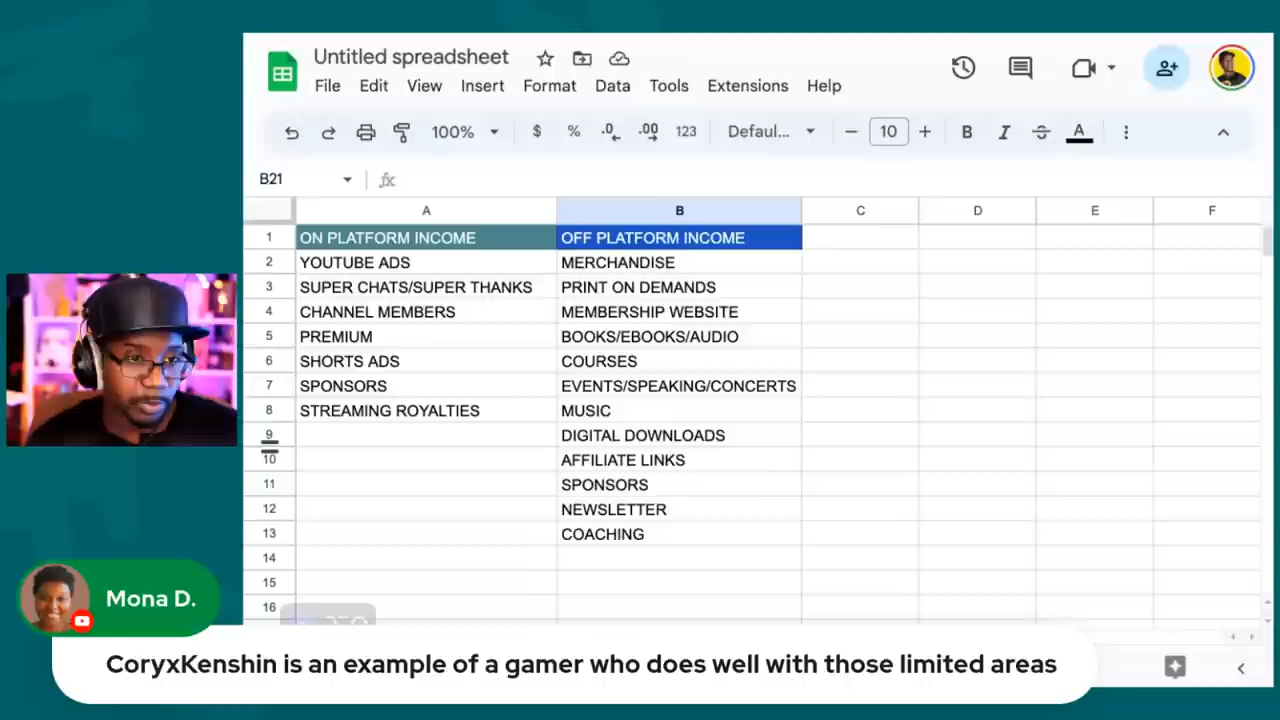 Untitled spreadsheet
File Edit View Insert Format Data Tools Extensions Help
100% $ % .0 .00 123 Defaul... − 10 + B I S A
B21 fx
A B C D E F
1 ON PLATFORM INCOME OFF PLATFORM INCOME
2 YOUTUBE ADS MERCHANDISE
3 SUPER CHATS/SUPER THANKS PRINT ON DEMANDS
4 CHANNEL MEMBERS MEMBERSHIP WEBSITE
5 PREMIUM BOOKS/EBOOKS/AUDIO
6 SHORTS ADS COURSES
7 SPONSORS EVENTS/SPEAKING/CONCERTS
8 STREAMING ROYALTIES MUSIC
9 DIGITAL DOWNLOADS
10 AFFILIATE LINKS
11 SPONSORS
12 NEWSLETTER
13 COACHING
14
15
16
Mona D.
CoryxKenshin is an example of a gamer who does well with those limited areas